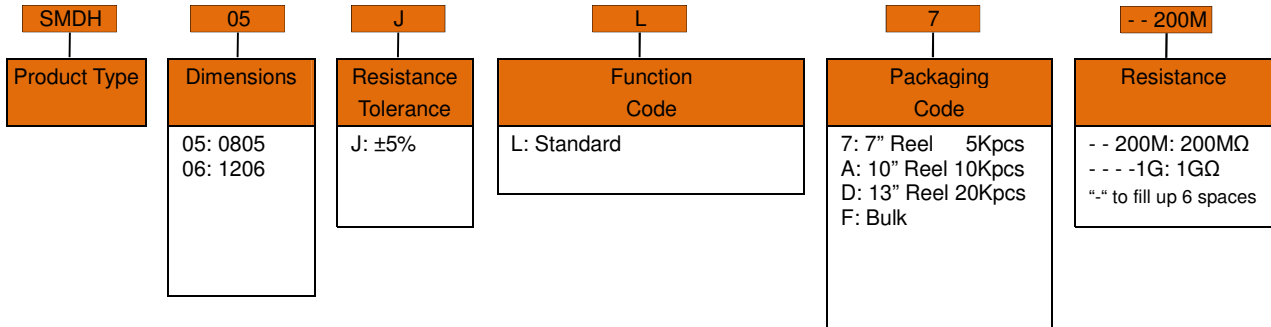 SMDH 05 J L 7 - - 200M
Product Type
Dimensions
05: 0805
06: 1206
Resistance
Tolerance
J: ±5%
Function
Code
L: Standard
Packaging
Code
7: 7” Reel 5Kpcs
A: 10” Reel 10Kpcs
D: 13” Reel 20Kpcs
F: Bulk
Resistance
- - 200M: 200MΩ
- - - -1G: 1GΩ
“-“ to fill up 6 spaces